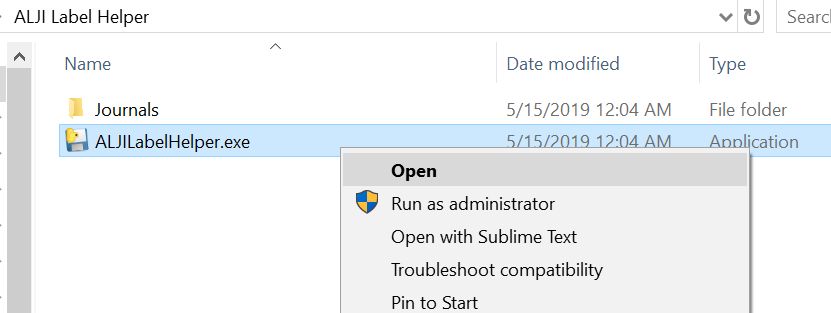 ALJI Label Helper
Searc
Name Date modified Type
Journals 5/15/2019 12:04 AM File folder
ALJILabelHelper.exe 5/15/2019 12:04 AM Application
Open
Run as administrator
Open with Sublime Text
Troubleshoot compatibility
Pin to Start